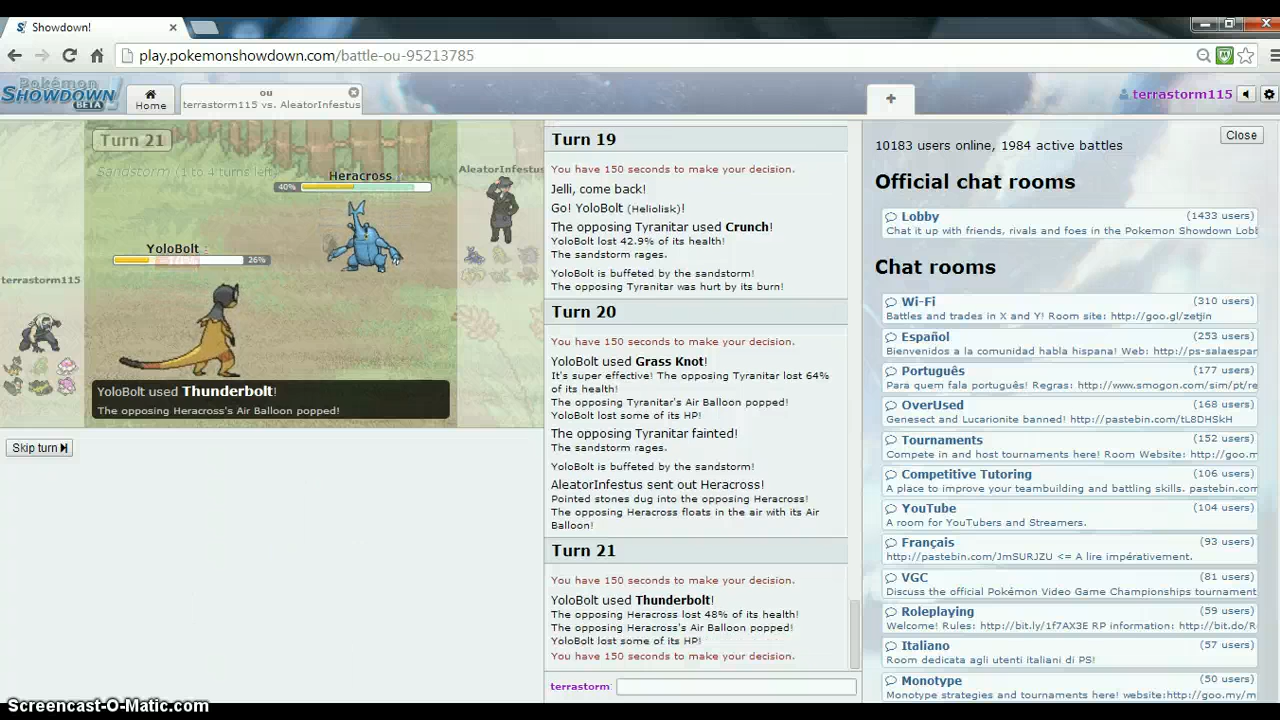 Showdown!
play.pokemonshowdown.com/battle-ou-95213785
Pokémon
SHOWDOWN
BETA
Home
ou
terrastorm115 vs. AleatorInfestus
+
terrastorm115
Turn 21
Sandstorm (1 to 4 turns left)
Heracross
40%
AleatorInfestus
YoloBolt
26%
terrastorm115
YoloBolt used Thunderbolt!
The opposing Heracross's Air Balloon popped!
Skip turn
Turn 19
You have 150 seconds to make your decision.
Jelli, come back!
Go! YoloBolt (Heliolisk)!
The opposing Tyranitar used Crunch!
YoloBolt lost 42.9% of its health!
The sandstorm rages.
YoloBolt is buffeted by the sandstorm!
The opposing Tyranitar was hurt by its burn!
Turn 20
You have 150 seconds to make your decision.
YoloBolt used Grass Knot!
It's super effective! The opposing Tyranitar lost 64%
of its health!
The opposing Tyranitar's Air Balloon popped!
YoloBolt lost some of its HP!
The opposing Tyranitar fainted!
The sandstorm rages.
YoloBolt is buffeted by the sandstorm!
AleatorInfestus sent out Heracross!
Pointed stones dug into the opposing Heracross!
The opposing Heracross floats in the air with its Air
Balloon!
Turn 21
You have 150 seconds to make your decision.
YoloBolt used Thunderbolt!
The opposing Heracross lost 48% of its health!
The opposing Heracross's Air Balloon popped!
YoloBolt lost some of its HP!
You have 150 seconds to make your decision.
terrastorm:
Close
10183 users online, 1984 active battles
Official chat rooms
Lobby (1433 users)
Chat it up with friends, rivals and foes in the Pokemon Showdown Lobb
Chat rooms
Wi-Fi (310 users)
Battles and trades in X and Y! Room site: http://goo.gl/zetjin
Español (253 users)
Bienvenidos a la comunidad habla hispana! Web: http://ps-salaespar
Português (177 users)
Para quem fala português! Regras: http://www.smogon.com/sim/pt/re
OverUsed (168 users)
Genesect and Lucarionite banned! http://pastebin.com/tL8DHSkH
Tournaments (152 users)
Compete in and host tournaments here! Room Website: http://goo.m
Competitive Tutoring (106 users)
A place to improve your teambuilding and battling skills. pastebin.com
YouTube (104 users)
A room for YouTubers and Streamers.
Français (93 users)
http://pastebin.com/JmSURJZU <= A lire impérativement.
VGC (81 users)
Discuss the official Pokémon Video Game Championships tournament
Roleplaying (59 users)
Welcome! Rules: http://bit.ly/1f7AX3E RP information: http://bit.do/R
Italiano (57 users)
Room dedicata agli utenti italiani di PS!
Monotype (50 users)
Monotype strategies and tournaments here! website:http://goo.my/m
Screencast-O-Matic.com